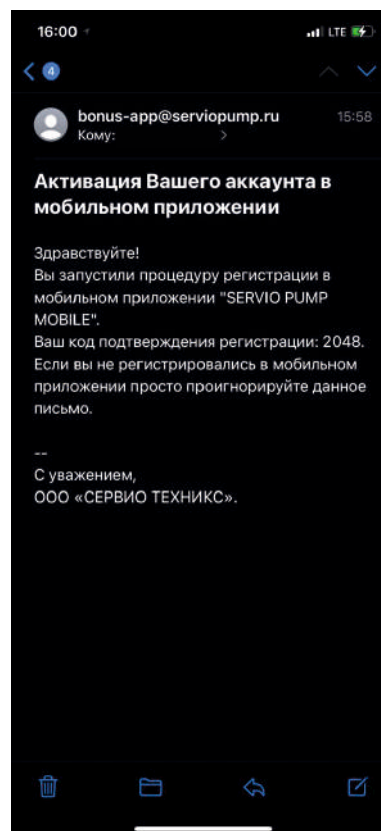 16:00
LTE
4
bonus-app@serviopump.ru 15:58
Кому:
Активация Вашего аккаунта в
мобильном приложении
Здравствуйте!
Вы запустили процедуру регистрации в
мобильном приложении "SERVIO PUMP
MOBILE".
Ваш код подтверждения регистрации: 2048.
Если вы не регистрировались в мобильном
приложении просто проигнорируйте данное
письмо.
--
С уважением,
ООО «СЕРВИО ТЕХНИКС».